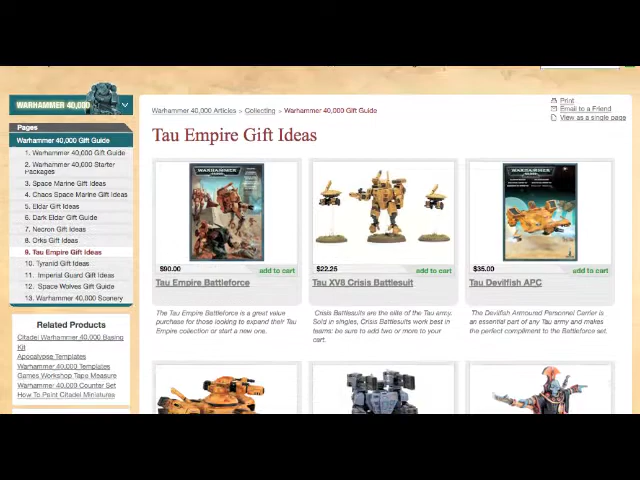 WARHAMMER 40,000
Pages
Warhammer 40,000 Gift Guide
1. Warhammer 40,000 Gift Guide
2. Warhammer 40,000 Starter
Packages
3. Space Marine Gift Ideas
4. Chaos Space Marine Gift Ideas
5. Eldar Gift Ideas
6. Dark Eldar Gift Guide
7. Necron Gift Ideas
8. Orks Gift Ideas
9. Tau Empire Gift Ideas
10. Tyranid Gift Ideas
11. Imperial Guard Gift Ideas
12. Space Wolves Gift Guide
13. Warhammer 40,000 Scenery
Related Products
Citadel Warhammer 40,000 Basing
Kit
Apocalypse Templates
Warhammer 40,000 Templates
Games Workshop Tape Measure
Warhammer 40,000 Counter Set
How To Paint Citadel Miniatures
Warhammer 40,000 Articles > Collecting > Warhammer 40,000 Gift Guide
Print
Email to a Friend
View as a single page
Tau Empire Gift Ideas
WARHAMMER
$90.00
add to cart
Tau Empire Battleforce
The Tau Empire Battleforce is a great value
purchase for those looking to expand their Tau
Empire collection or start a new one.
$22.25
add to cart
Tau XV8 Crisis Battlesuit
Crisis Battlesuits are the elite of the Tau army.
Sold in singles, Crisis Battlesuits work best in
teams: be sure to add two or more to your
cart.
WARHAMMER
$35.00
add to cart
Tau Devilfish APC
The Devilfish Armoured Personnel Carrier is
an essential part of any Tau army and makes
the perfect compliment to the Battleforce set.